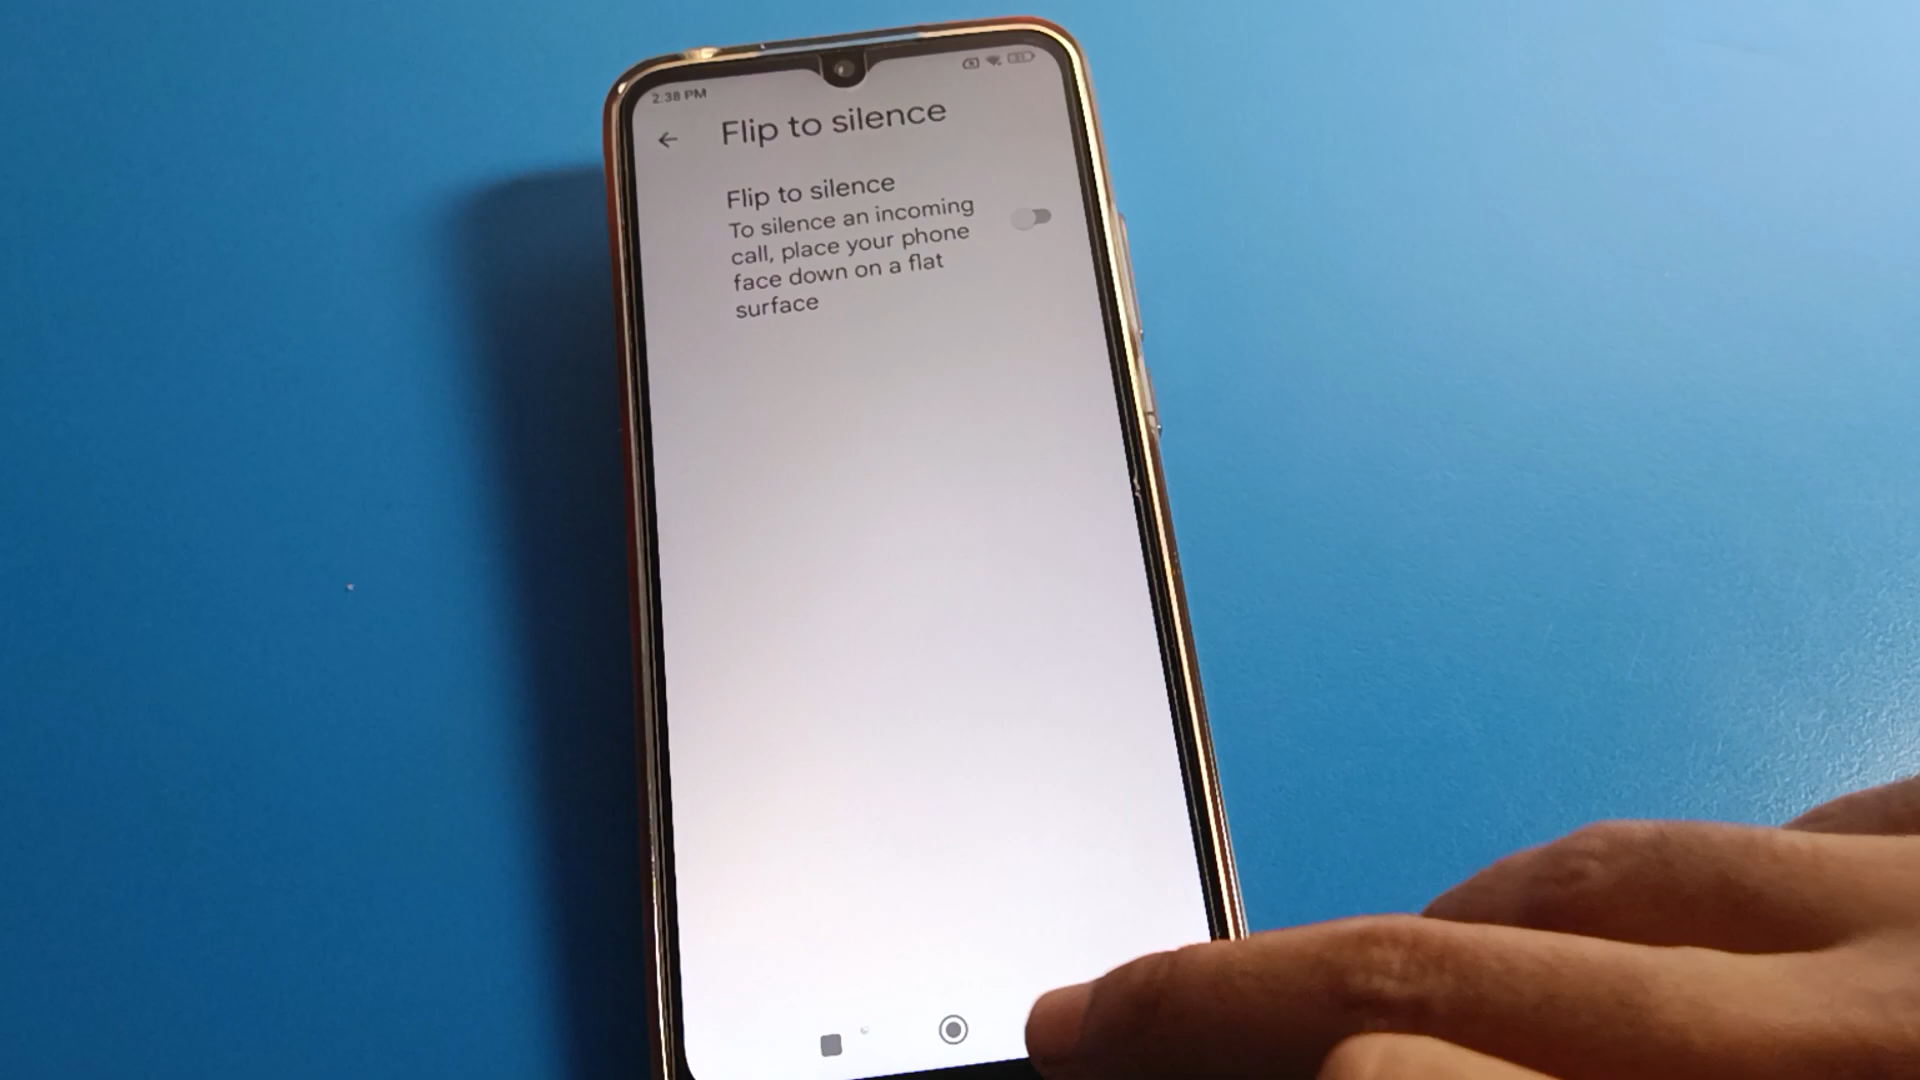 2:38 PM
Flip to silence
Flip to silence
To silence an incoming
call, place your phone
face down on a flat
surface